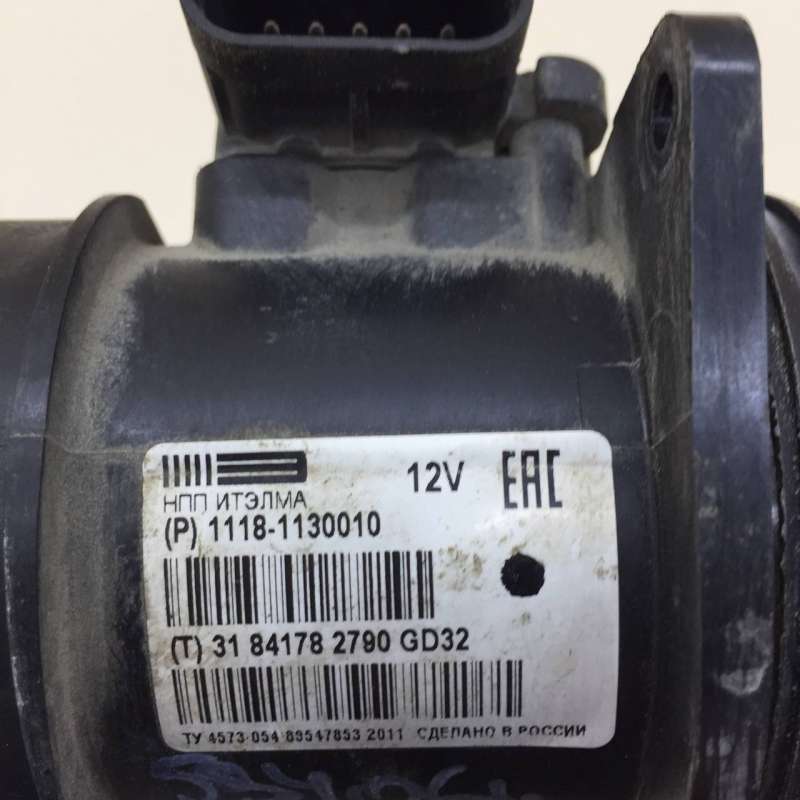 12V EAC
НПП ИТЭЛМА
(P) 1118-1130010
(T) 31 84178 2790 GD32
ТУ 4573-054 89547853 2011 СДЕЛАНО В РОССИИ